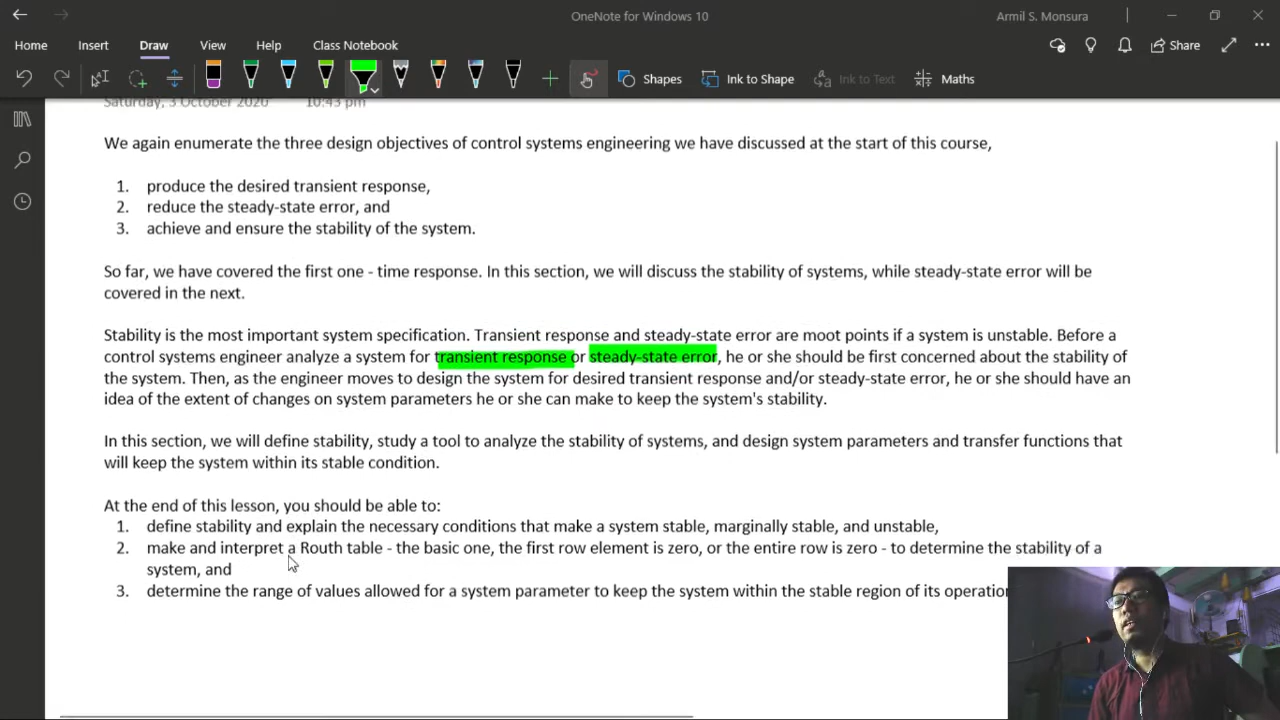 OneNote for Windows 10
Armil S. Monsura
Home Insert Draw View Help Class Notebook Share
Shapes Ink to Shape Ink to Text Maths
Saturday, 3 October 2020 10:43 pm
We again enumerate the three design objectives of control systems engineering we have discussed at the start of this course,
1. produce the desired transient response,
2. reduce the steady-state error, and
3. achieve and ensure the stability of the system.
So far, we have covered the first one - time response. In this section, we will discuss the stability of systems, while steady-state error will be
covered in the next.
Stability is the most important system specification. Transient response and steady-state error are moot points if a system is unstable. Before a
control systems engineer analyze a system for transient response or steady-state error, he or she should be first concerned about the stability of
the system. Then, as the engineer moves to design the system for desired transient response and/or steady-state error, he or she should have an
idea of the extent of changes on system parameters he or she can make to keep the system's stability.
In this section, we will define stability, study a tool to analyze the stability of systems, and design system parameters and transfer functions that
will keep the system within its stable condition.
At the end of this lesson, you should be able to:
1. define stability and explain the necessary conditions that make a system stable, marginally stable, and unstable,
2. make and interpret a Routh table - the basic one, the first row element is zero, or the entire row is zero - to determine the stability of a
system, and
3. determine the range of values allowed for a system parameter to keep the system within the stable region of its operation